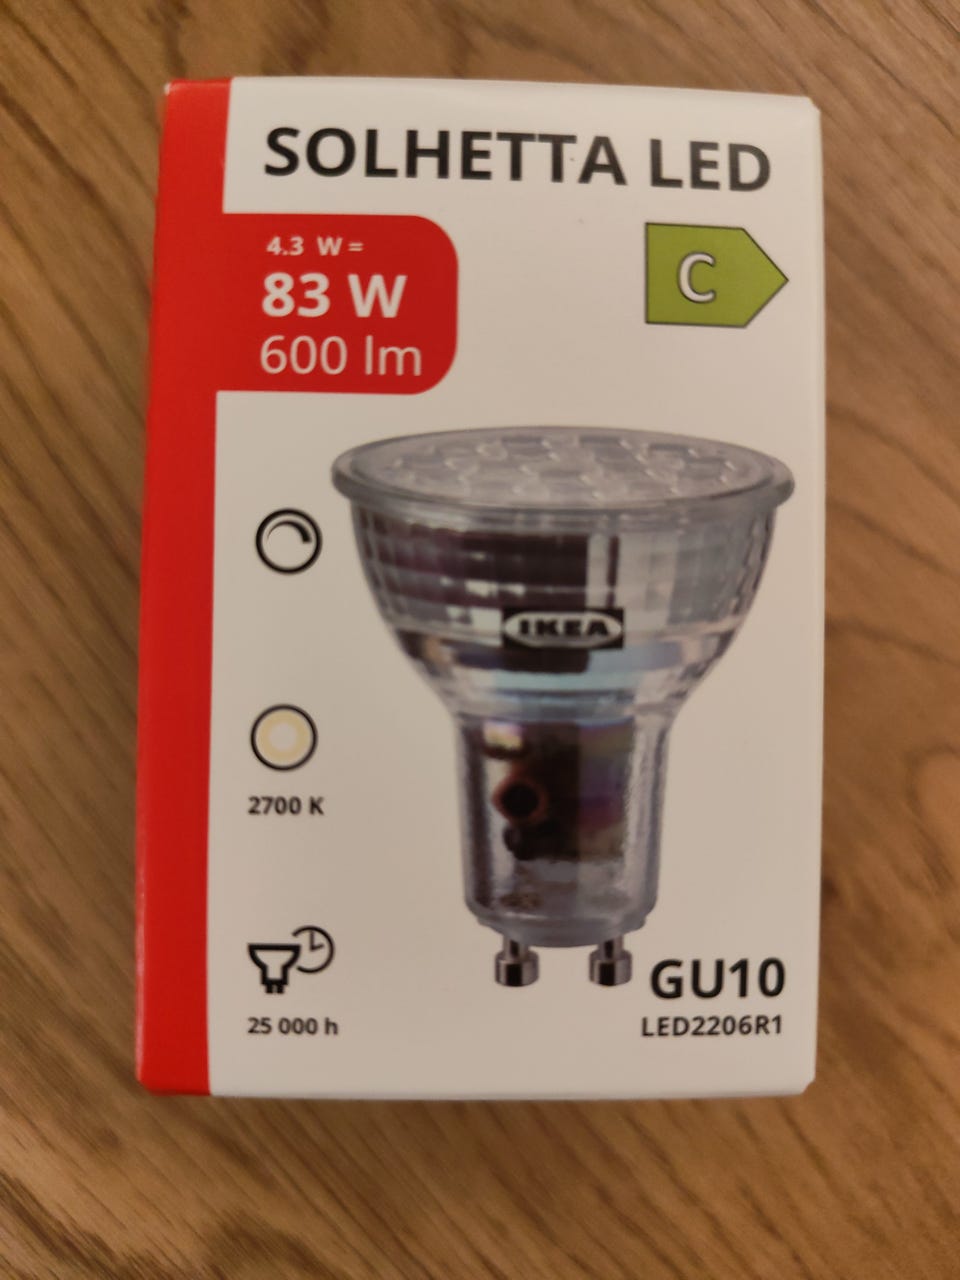 SOLHETTA LED
4.3 W =
83 W
600 lm
C
IKEA
2700 K
25 000 h
GU10
LED2206R1